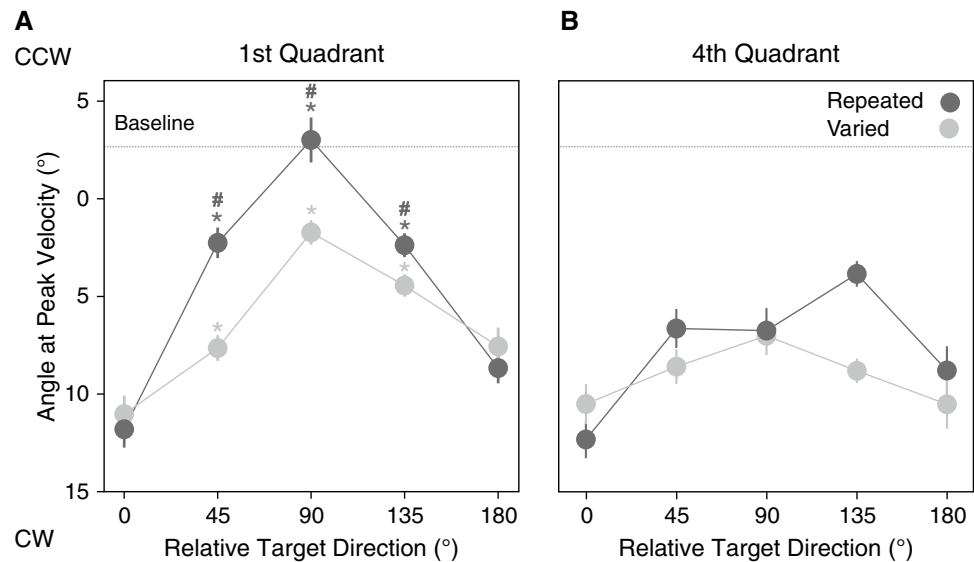 A
CCW
1st Quadrant
B
4th Quadrant
#
*
Baseline
#
*
*
#
*
*
*
Repeated
Varied
Angle at Peak Velocity (°)
5
0
5
10
15
0 45 90 135 180
0 45 90 135 180
CW
Relative Target Direction (°)
Relative Target Direction (°)